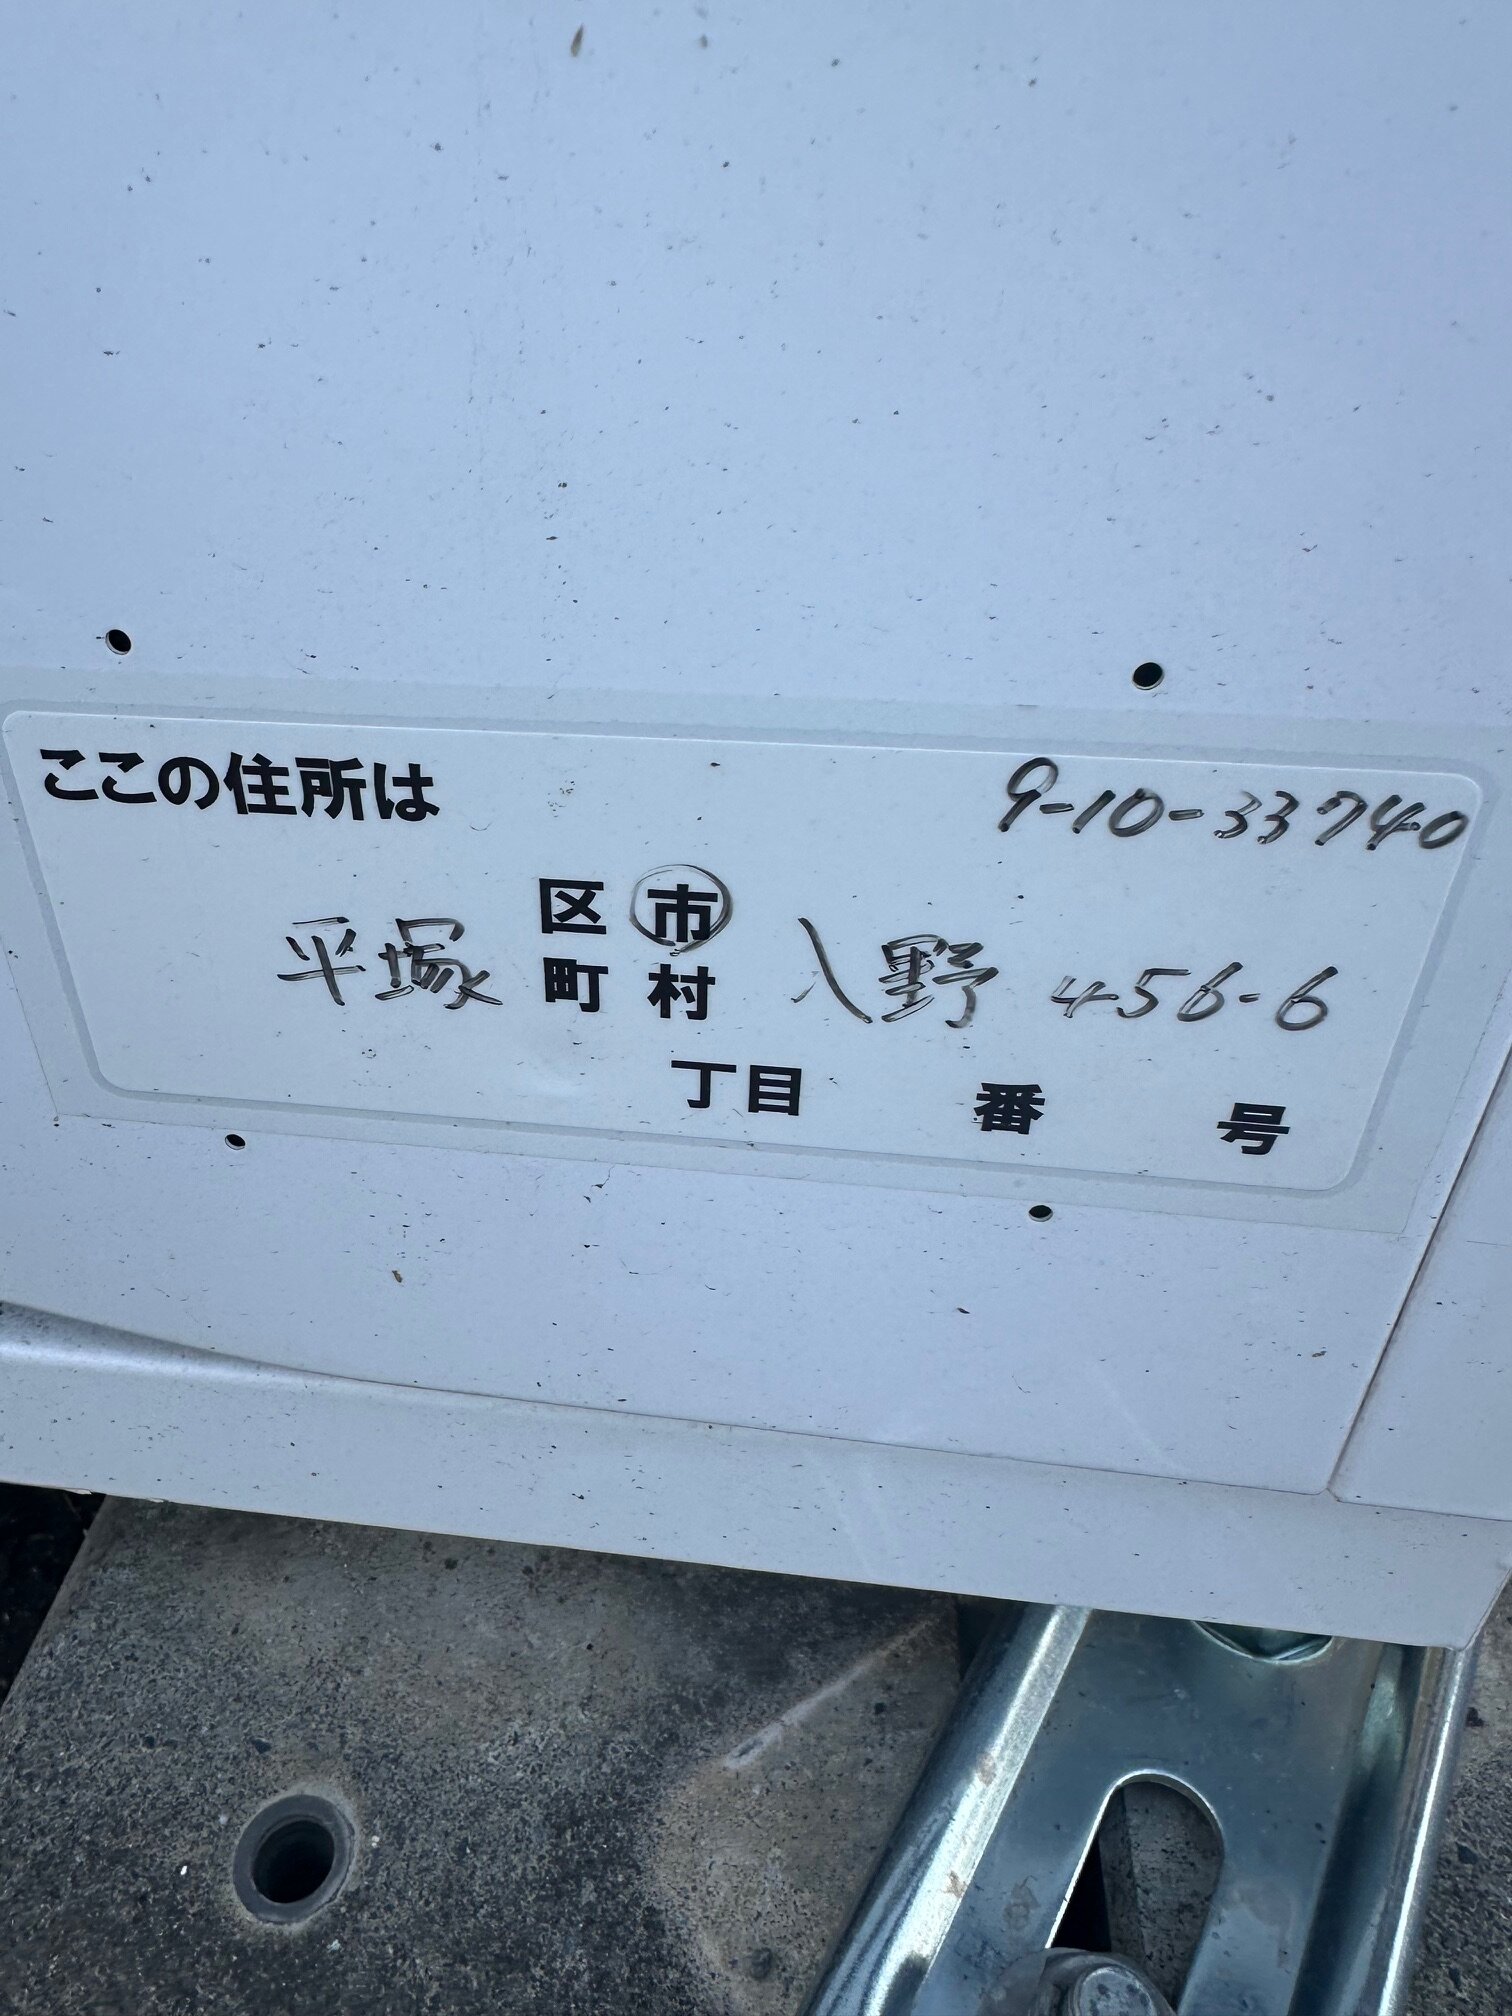 ここの住所は 9-10-33740
区 市
平塚 町 村 入野 456-6
丁目 番 号